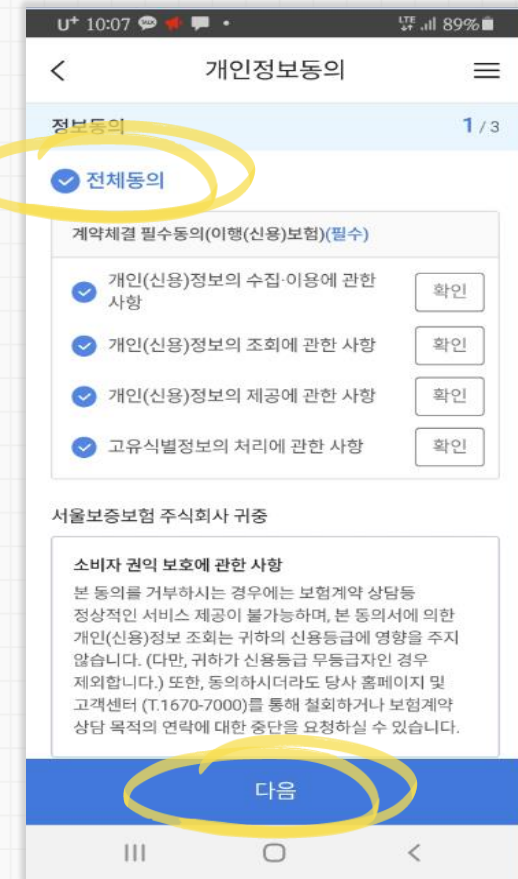 U+ 10:07 LTE 89%
개인정보동의
정보동의 1 / 3
전체동의
계약체결 필수동의(이행(신용)보험)(필수)
개인(신용)정보의 수집·이용에 관한
사항 확인
개인(신용)정보의 조회에 관한 사항 확인
개인(신용)정보의 제공에 관한 사항 확인
고유식별정보의 처리에 관한 사항 확인
서울보증보험 주식회사 귀중
소비자 권익 보호에 관한 사항
본 동의를 거부하시는 경우에는 보험계약 상담등
정상적인 서비스 제공이 불가능하며, 본 동의서에 의한
개인(신용)정보 조회는 귀하의 신용등급에 영향을 주지
않습니다. (다만, 귀하가 신용등급 무등급자인 경우
제외합니다.) 또한, 동의하시더라도 당사 홈페이지 및
고객센터 (T.1670-7000)를 통해 철회하거나 보험계약
상담 목적의 연락에 대한 중단을 요청하실 수 있습니다.
다음